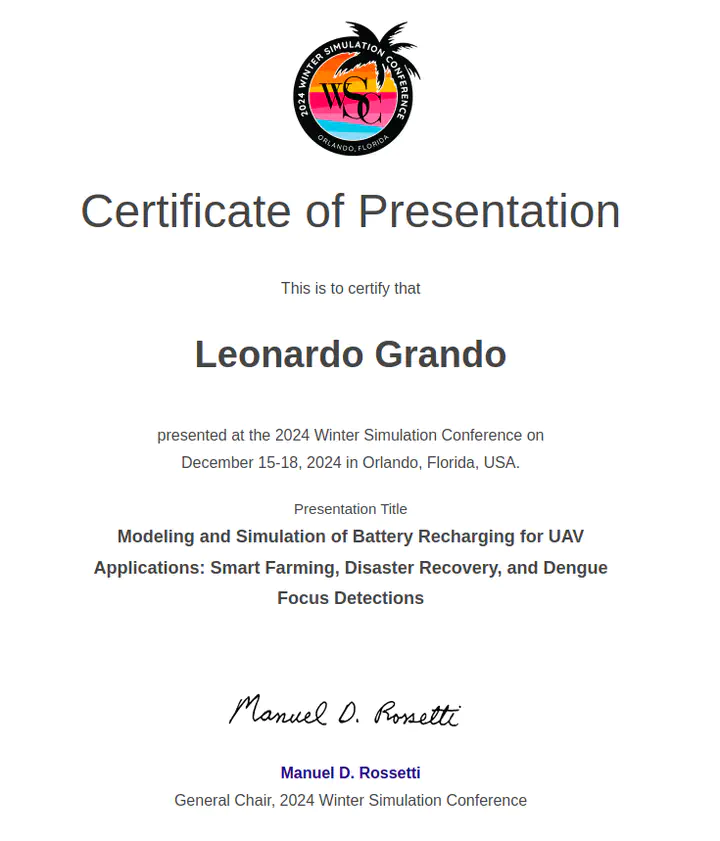 2024 WINTER SIMULATION CONFERENCE
WSC
ORLANDO, FLORIDA
Certificate of Presentation
This is to certify that
Leonardo Grando
presented at the 2024 Winter Simulation Conference on
December 15-18, 2024 in Orlando, Florida, USA.
Presentation Title
Modeling and Simulation of Battery Recharging for UAV
Applications: Smart Farming, Disaster Recovery, and Dengue
Focus Detections
Manuel D. Rossetti
Manuel D. Rossetti
General Chair, 2024 Winter Simulation Conference